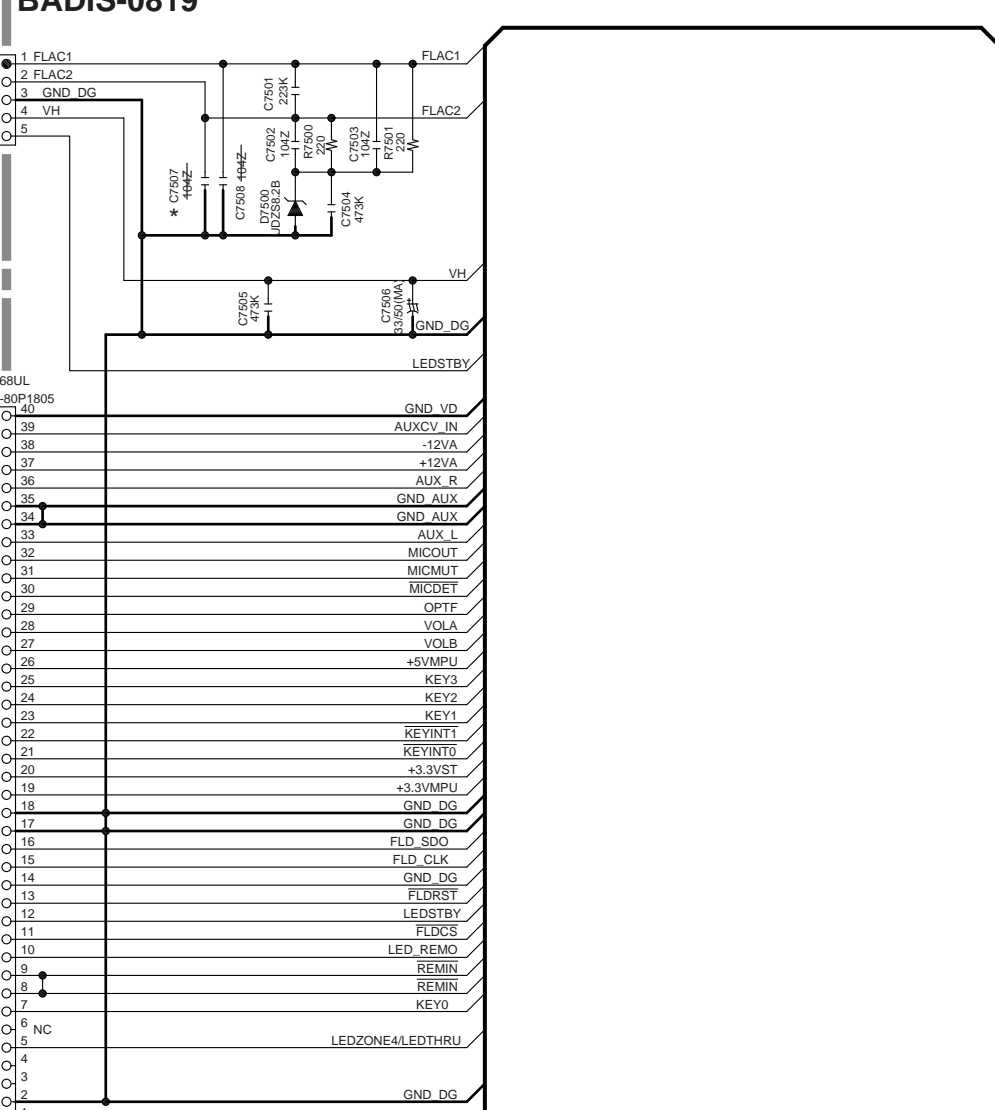 BADIS-0819
1 FLAC1 FLAC1
2 FLAC2
3 GND_DG
4 VH
5
C7501
223K
FLAC2
C7502
104Z
R7500
220
C7503
104Z
R7501
220
* C7507
104Z
C7508 104Z
D7500
UDZS8.2B
C7504
473K
VH
C7505
473K
C7506
33/50(MA)
GND_DG
LEDSTBY
68UL
-80P1805
40 GND_VD
39 AUXCV_IN
38 -12VA
37 +12VA
36 AUX_R
35 GND_AUX
34 GND_AUX
33 AUX_L
32 MICOUT
31 MICMUT
30 MICDET
29 OPTF
28 VOLA
27 VOLB
26 +5VMPU
25 KEY3
24 KEY2
23 KEY1
22 KEYINT1
21 KEYINT0
20 +3.3VST
19 +3.3VMPU
18 GND_DG
17 GND_DG
16 FLD_SDO
15 FLD_CLK
14 GND_DG
13 FLDRST
12 LEDSTBY
11 FLDCS
10 LED_REMO
9 REMIN
8 REMIN
7 KEY0
6 NC
5 LEDZONE4/LEDTHRU
4
3
2 GND_DG